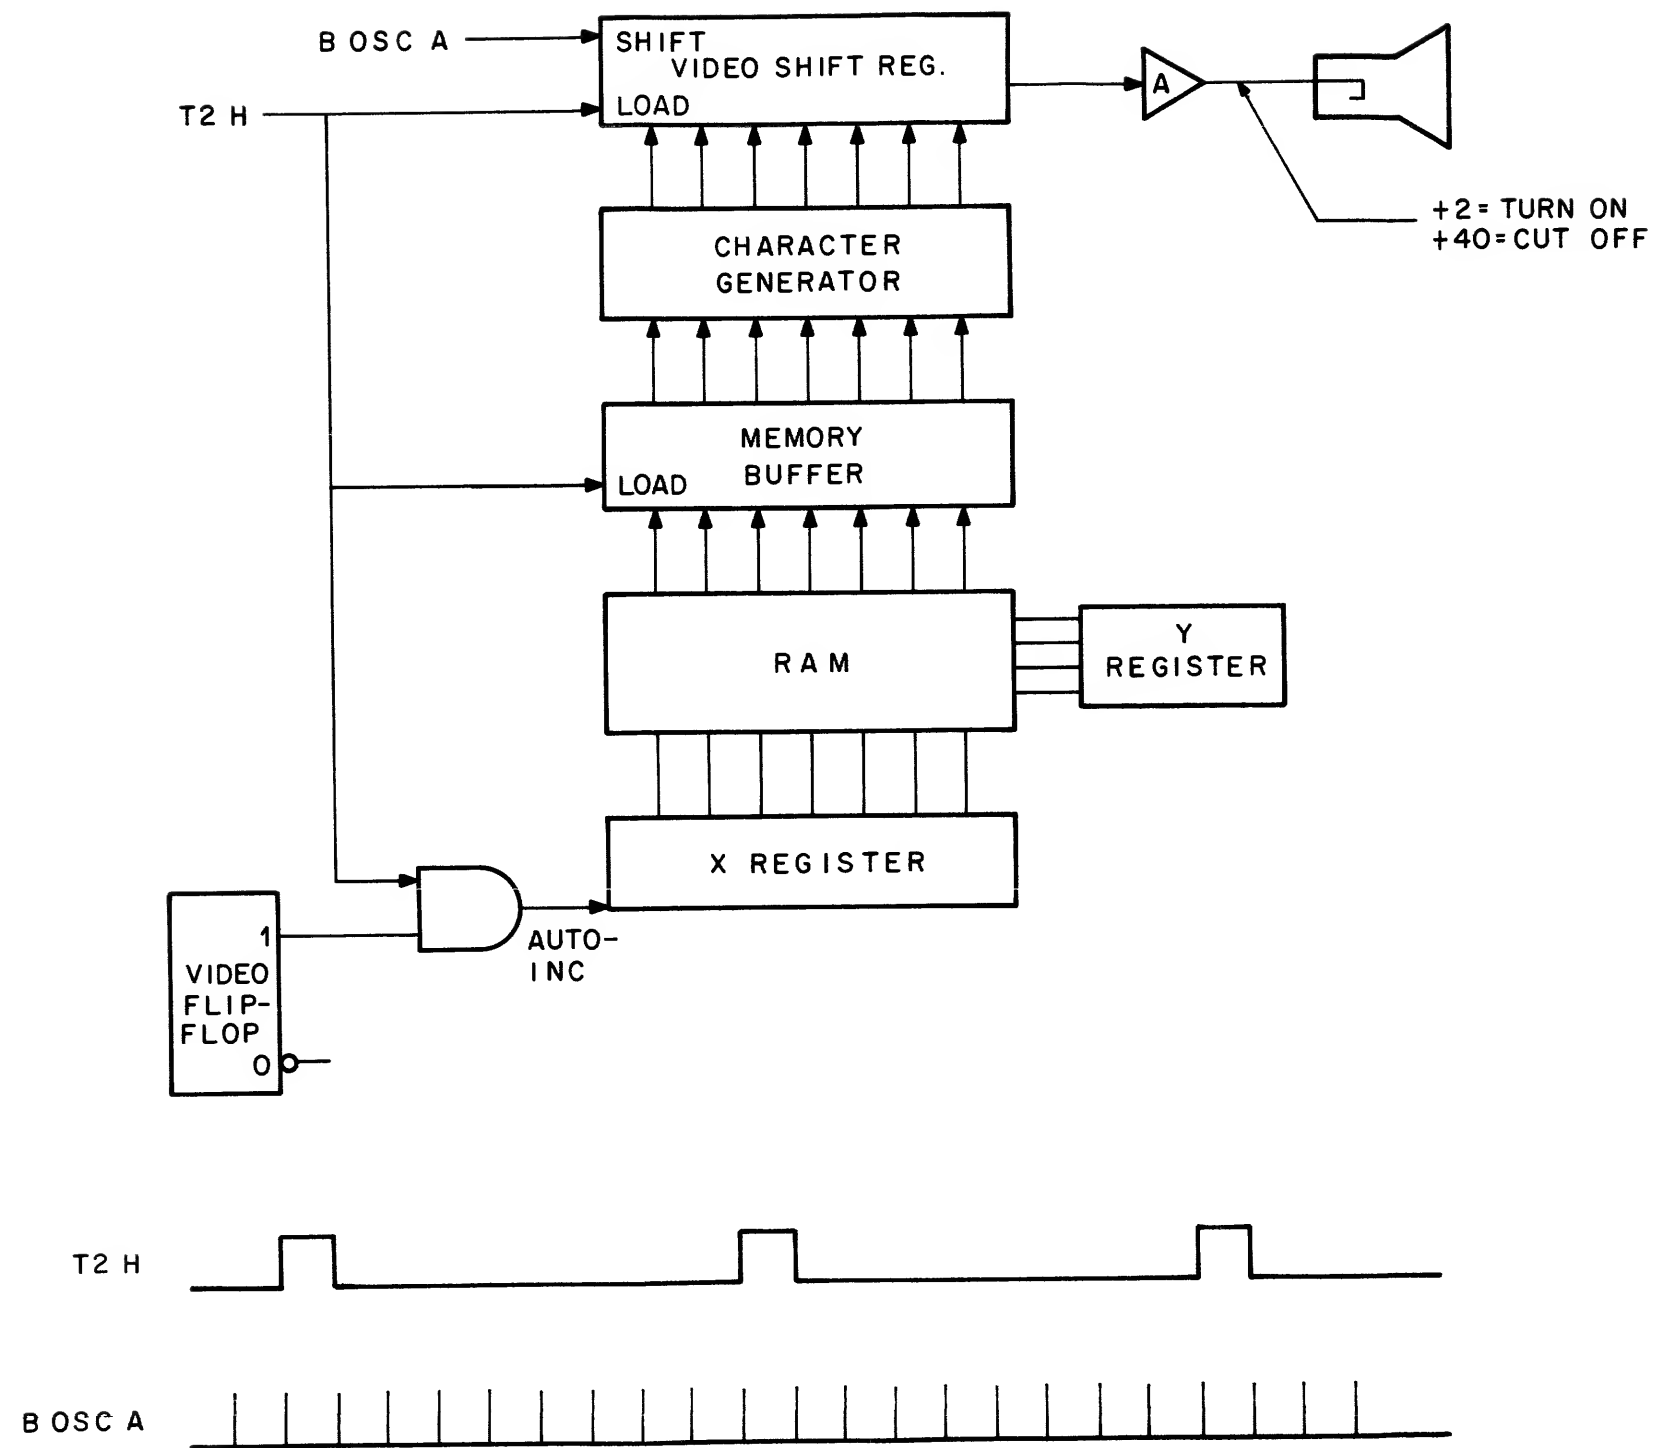 B OSC A
SHIFT
VIDEO SHIFT REG.
T2 H
LOAD
A
+2 = TURN ON
+40 = CUT OFF
CHARACTER
GENERATOR
MEMORY
BUFFER
LOAD
RAM
Y
REGISTER
X REGISTER
AUTO-
INC
1
VIDEO
FLIP-
FLOP
0
T2 H
B OSC A